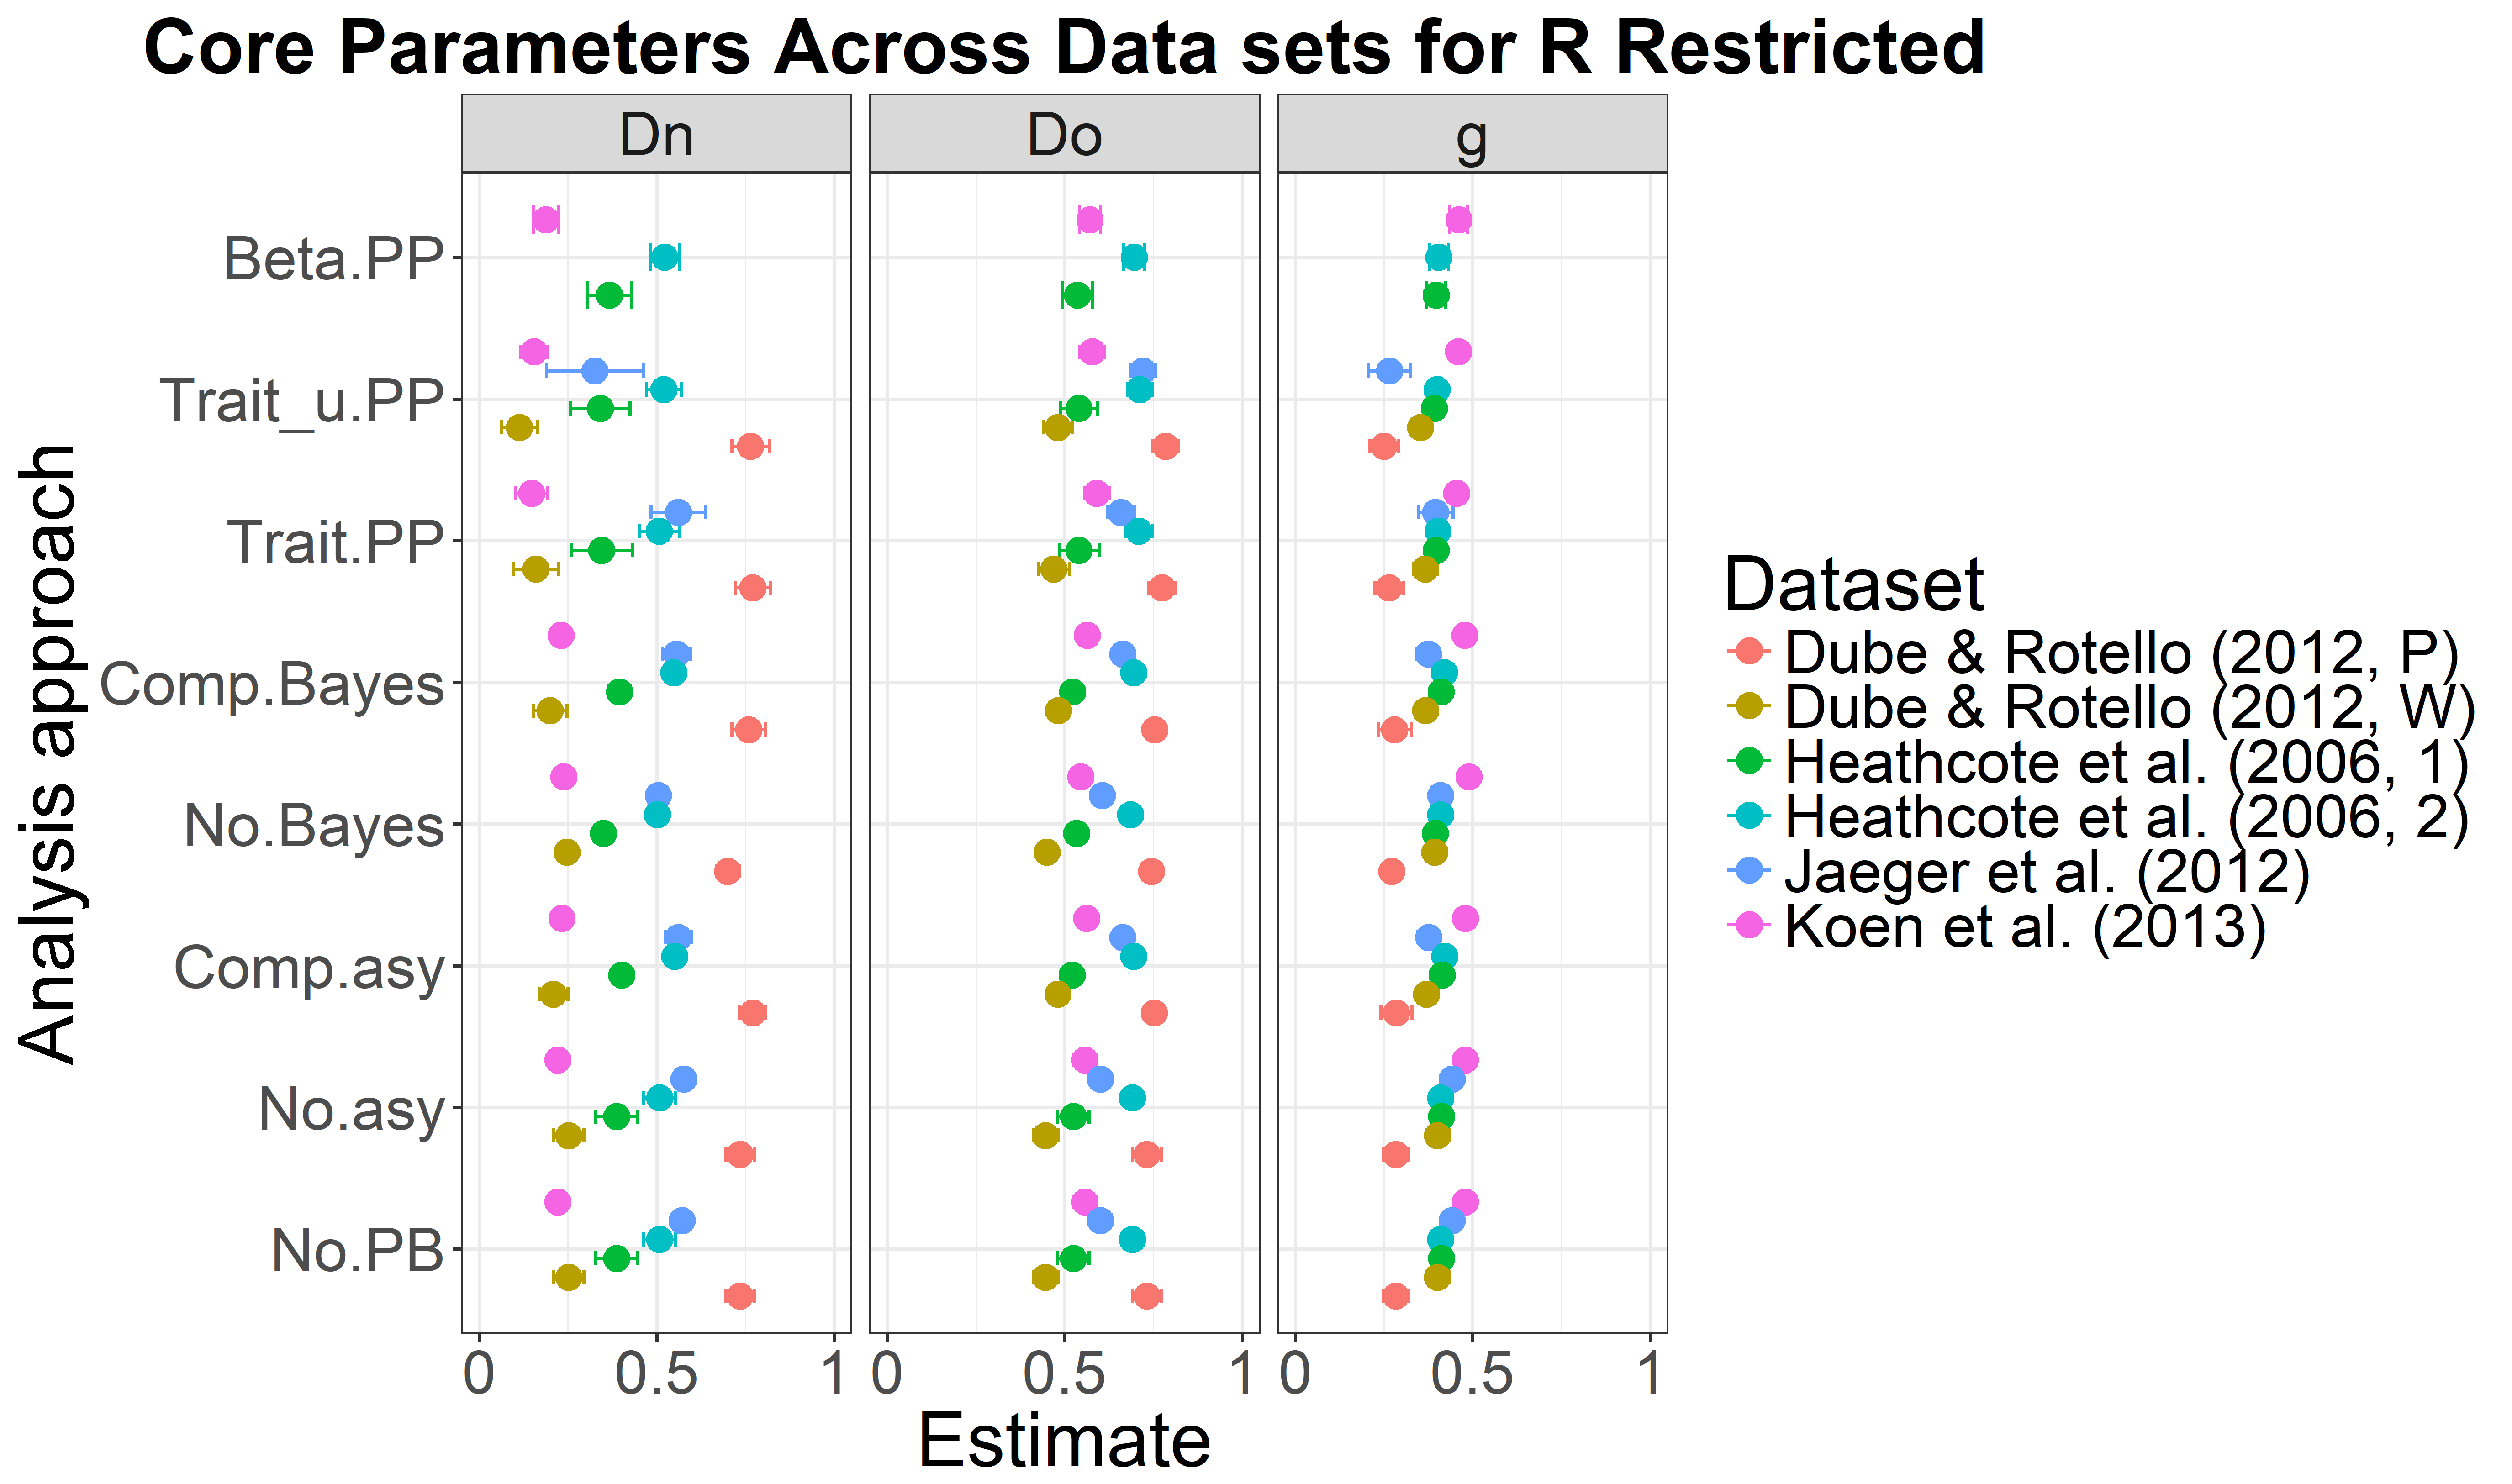 Core Parameters Across Data sets for R Restricted
Dn
Do
g
Analysis approach
Beta.PP
Trait_u.PP
Trait.PP
Comp.Bayes
No.Bayes
Comp.asy
No.asy
No.PB
0 0.5 1
0 0.5 1
0 0.5 1
Estimate
Dataset
Dube & Rotello (2012, P)
Dube & Rotello (2012, W)
Heathcote et al. (2006, 1)
Heathcote et al. (2006, 2)
Jaeger et al. (2012)
Koen et al. (2013)